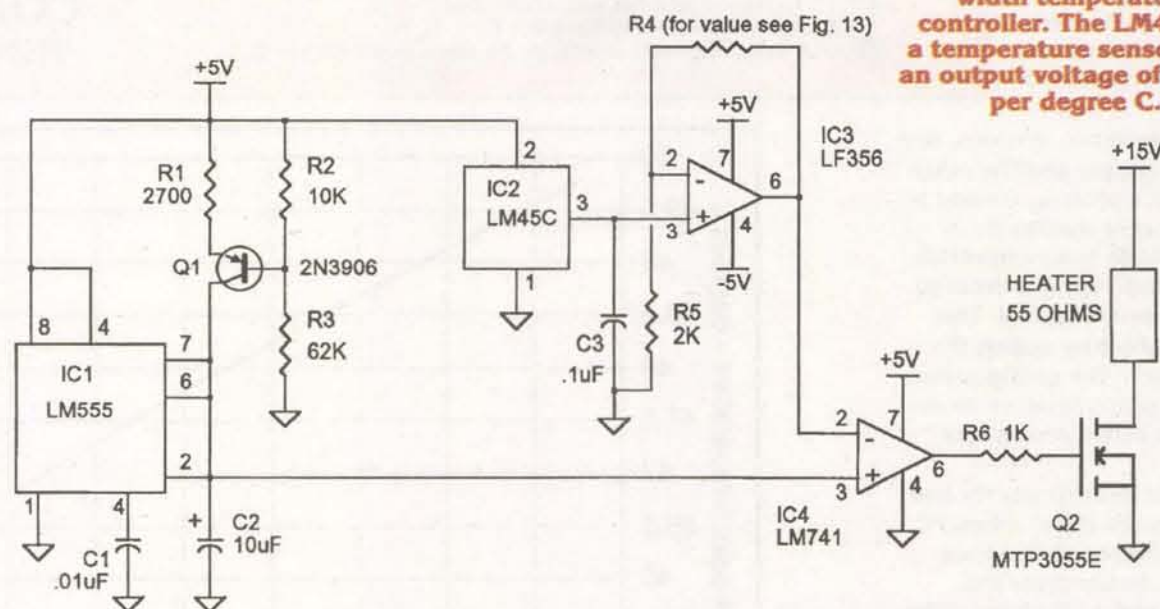 width
controller. The LM4
a temperature
an output voltage of
per degree C.
R4 (for value see Fig. 13)
+5V
R1
2700
R2
10K
Q1
2N3906
R3
62K
8
4
7
6
2
1
4
IC1
LM555
C1
.01uF
+
C2
10uF
2
IC2
LM45C
3
1
C3
.1uF
R5
2K
+5V
2
7
-
6
+
3
4
-5V
IC3
LF356
+15V
HEATER
55 OHMS
+5V
2
7
-
6
+
3
4
IC4
LM741
R6 1K
Q2
MTP3055E